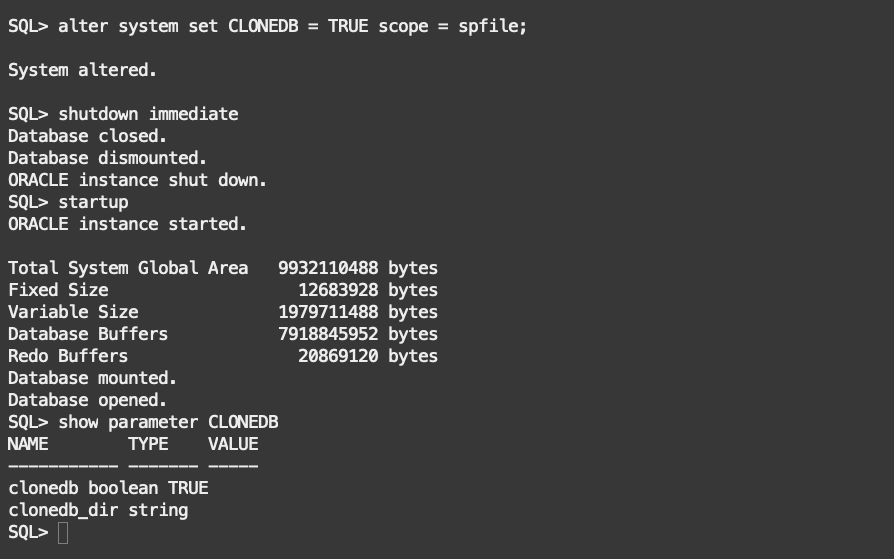 SQL> alter system set CLONEDB = TRUE scope = spfile;
System altered.
SQL> shutdown immediate
Database closed.
Database dismounted.
ORACLE instance shut down.
SQL> startup
ORACLE instance started.
Total System Global Area   9932110488 bytes
Fixed Size                   12683928 bytes
Variable Size              1979711488 bytes
Database Buffers           7918845952 bytes
Redo Buffers                 20869120 bytes
Database mounted.
Database opened.
SQL> show parameter CLONEDB
NAME        TYPE    VALUE
----------- ------- -----
clonedb boolean TRUE
clonedb_dir string
SQL>